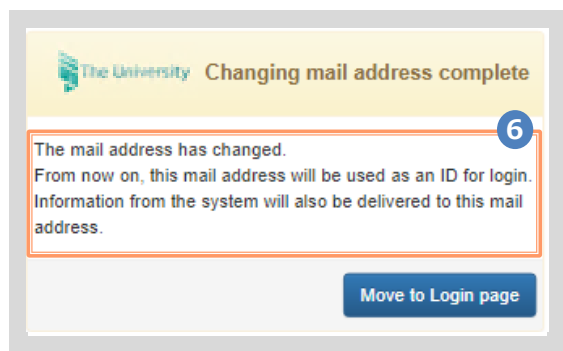 The University Changing mail address complete
6
The mail address has changed.
From now on, this mail address will be used as an ID for login.
Information from the system will also be delivered to this mail
address.
Move to Login page